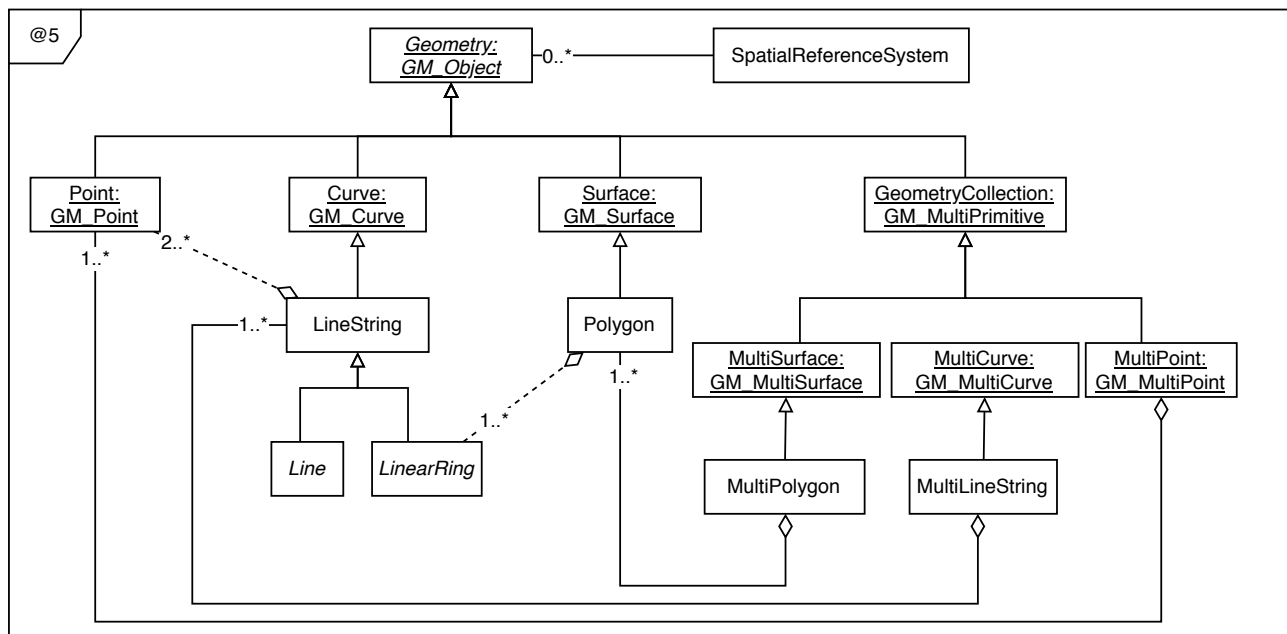 @5
Geometry:
GM_Object
0..*
SpatialReferenceSystem
Point:
GM_Point
Curve:
GM_Curve
Surface:
GM_Surface
GeometryCollection:
GM_MultiPrimitive
2..*
1..*
1..*
LineString
Polygon
1..*
MultiSurface:
GM_MultiSurface
MultiCurve:
GM_MultiCurve
MultiPoint:
GM_MultiPoint
1..*
Line
LinearRing
MultiPolygon
MultiLineString